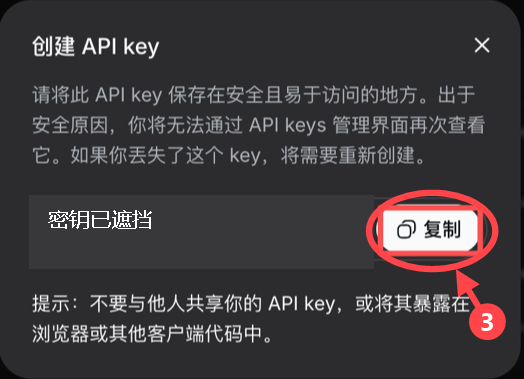 创建 API key
请将此 API key 保存在安全且易于访问的地方。出于
安全原因，你将无法通过 API keys 管理界面再次查看
它。如果你丢失了这个 key，将需要重新创建。
密钥已遮挡
复制
3
提示：不要与他人共享你的 API key，或将其暴露在
浏览器或其他客户端代码中。